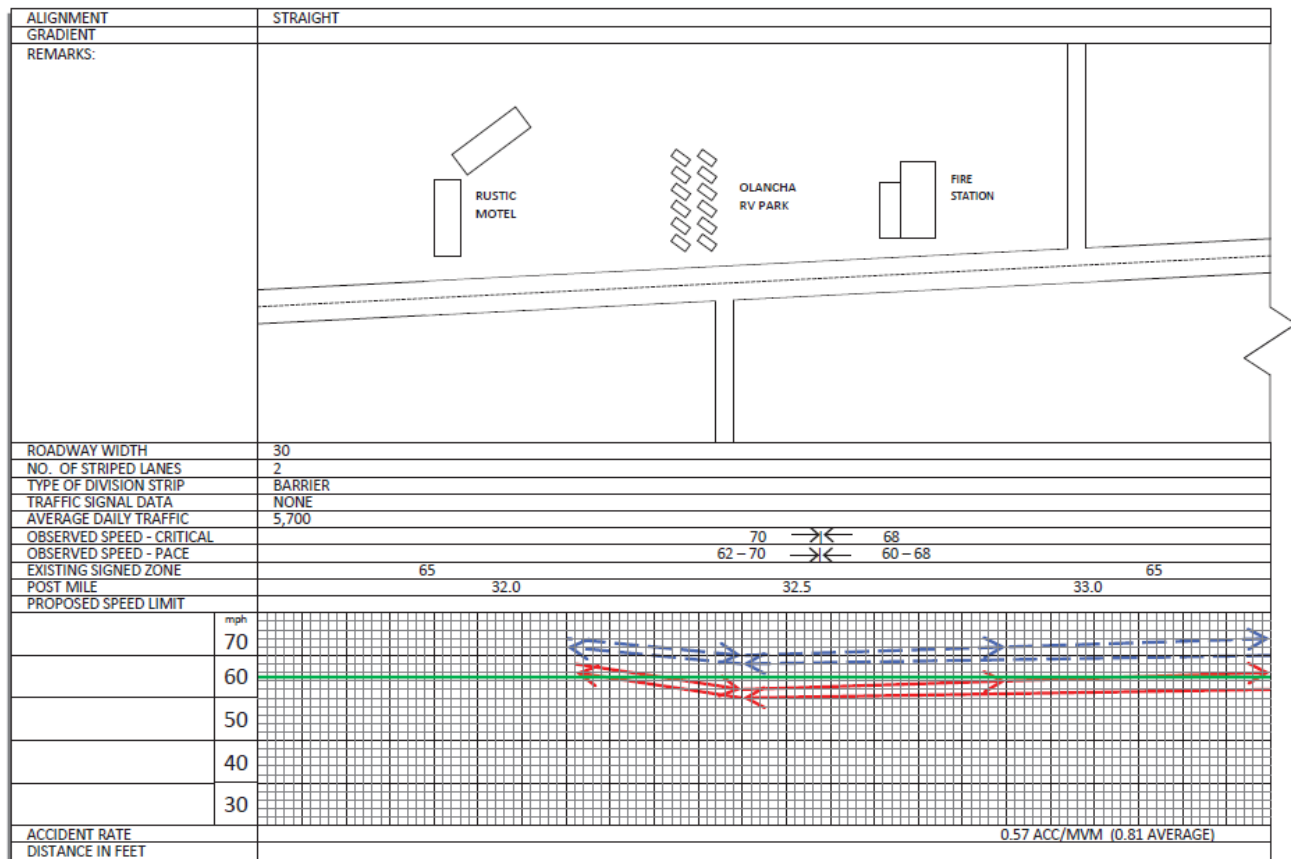 ALIGNMENT STRAIGHT
GRADIENT
REMARKS:
RUSTIC
MOTEL
OLANCHA
RV PARK
FIRE
STATION
ROADWAY WIDTH 30
NO. OF STRIPED LANES 2
TYPE OF DIVISION STRIP BARRIER
TRAFFIC SIGNAL DATA NONE
AVERAGE DAILY TRAFFIC 5,700
OBSERVED SPEED - CRITICAL 70 68
OBSERVED SPEED - PACE 62 – 70 60 – 68
EXISTING SIGNED ZONE 65 65
POST MILE 32.0 32.5 33.0
PROPOSED SPEED LIMIT
mph
70
60
50
40
30
ACCIDENT RATE 0.57 ACC/MVM (0.81 AVERAGE)
DISTANCE IN FEET